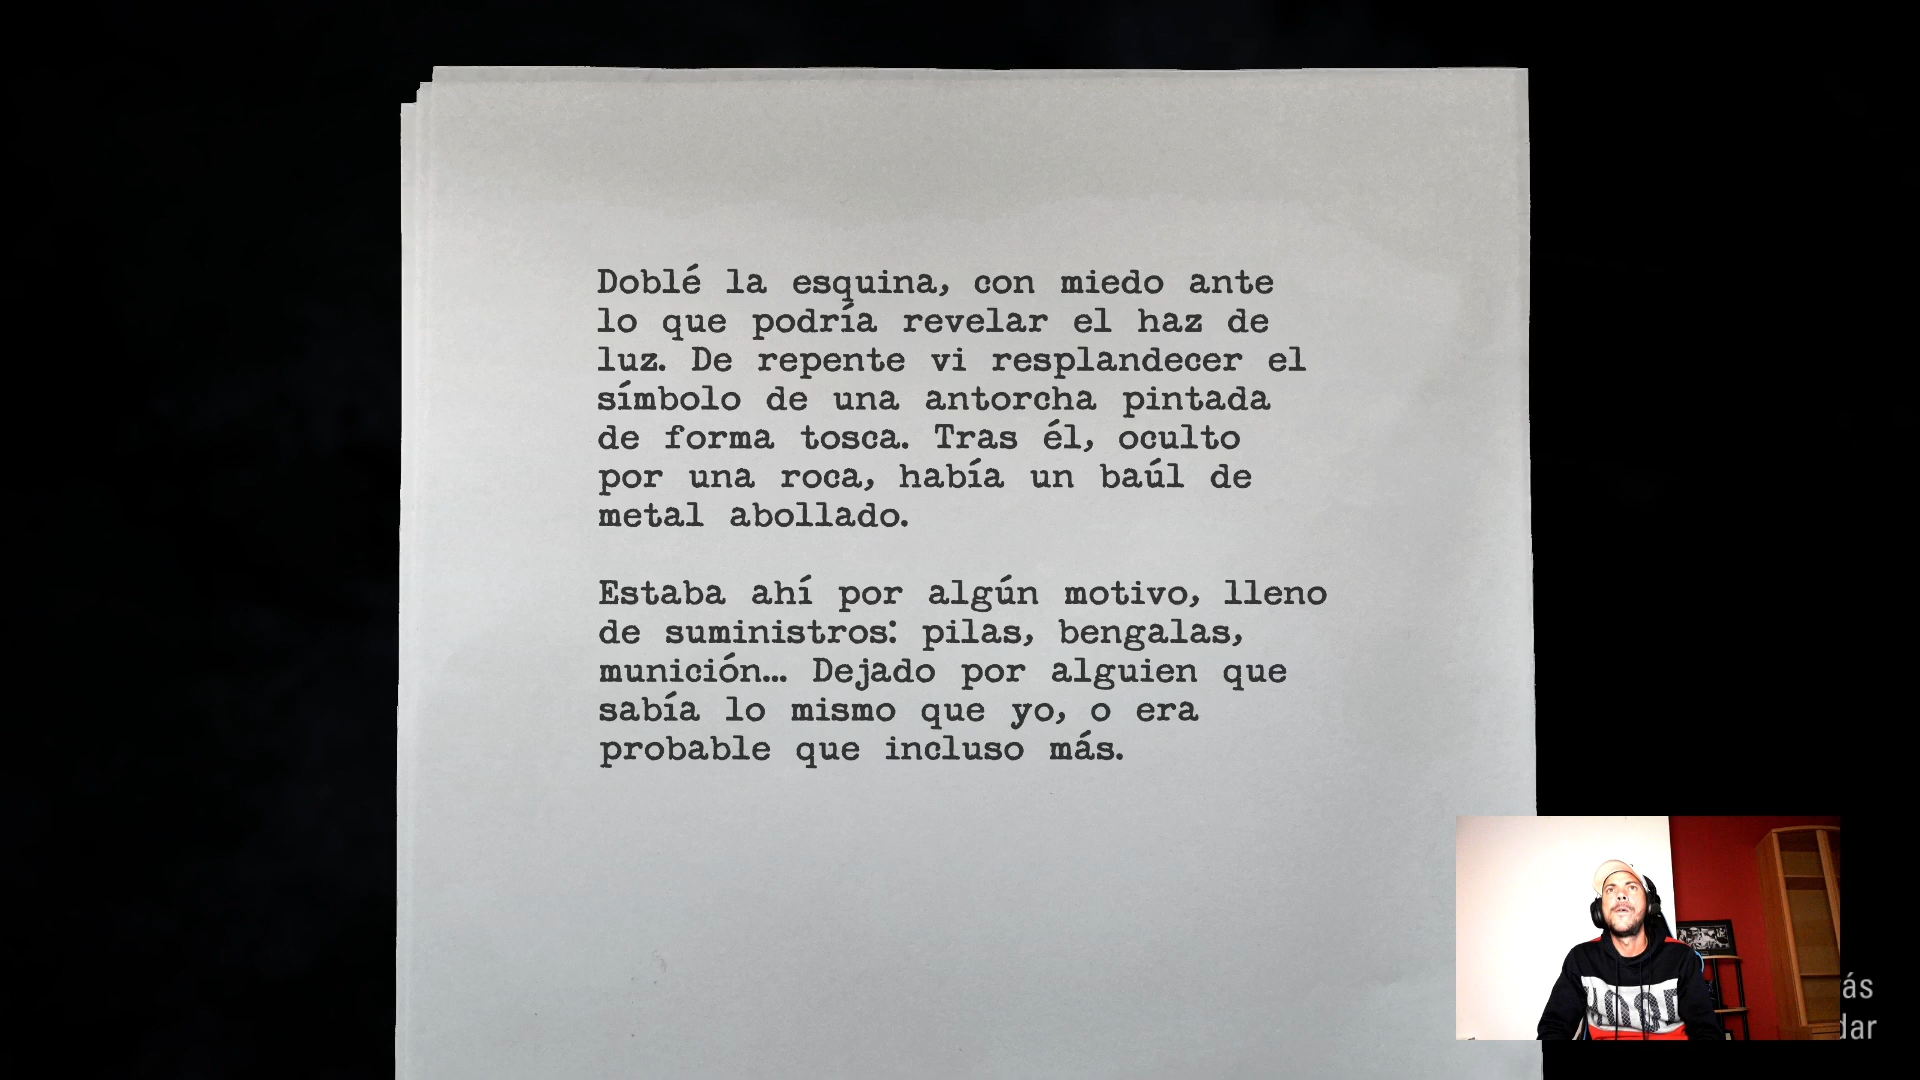 Doblé la esquina, con miedo ante
lo que podría revelar el haz de
luz. De repente vi resplandecer el
símbolo de una antorcha pintada
de forma tosca. Tras él, oculto
por una roca, había un baúl de
metal abollado.
Estaba ahí por algún motivo, lleno
de suministros: pilas, bengalas,
munición... Dejado por alguien que
sabía lo mismo que yo, o era
probable que incluso más.